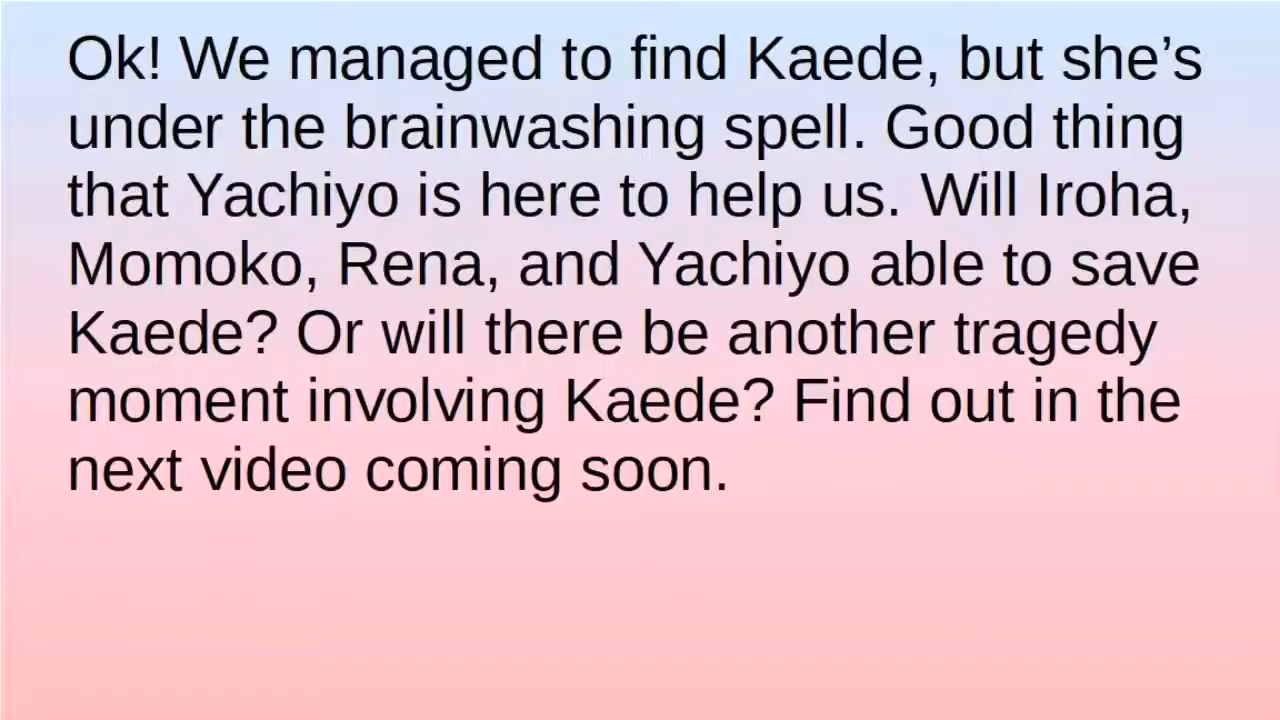 Ok! We managed to find Kaede, but she’s
under the brainwashing spell. Good thing
that Yachiyo is here to help us. Will Iroha,
Momoko, Rena, and Yachiyo able to save
Kaede? Or will there be another tragedy
moment involving Kaede? Find out in the
next video coming soon.